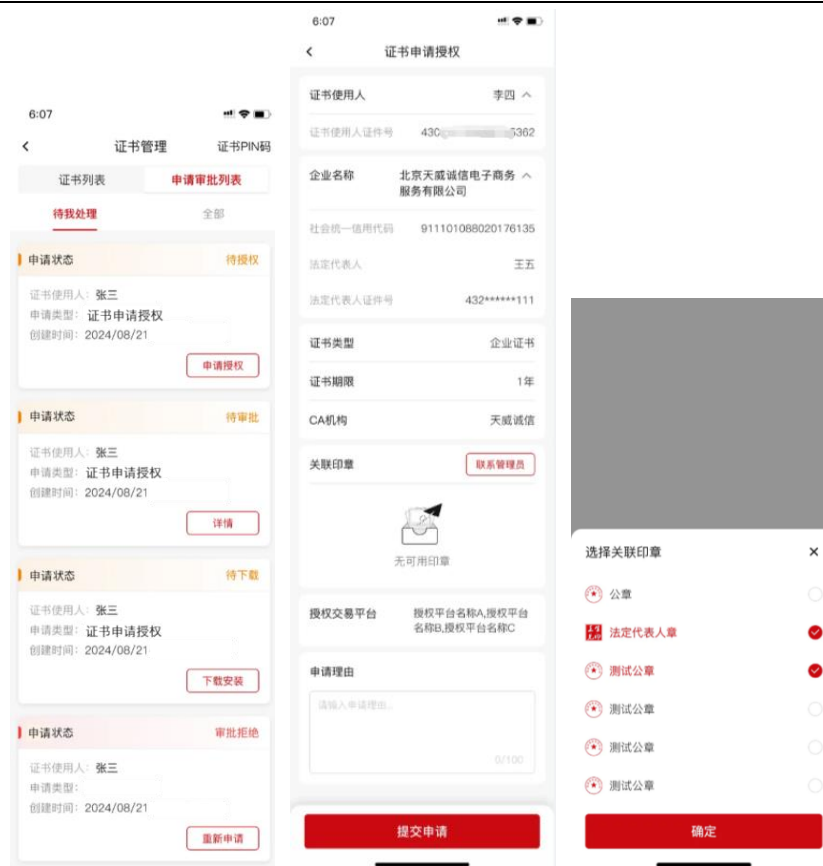 6:07
证书管理
证书PIN码
证书列表
申请审批列表
待我处理
全部
申请状态
待授权
证书使用人: 张三
申请类型: 证书申请授权
创建时间: 2024/08/21
申请授权
申请状态
待审批
证书使用人: 张三
申请类型: 证书申请授权
创建时间: 2024/08/21
详情
申请状态
待下载
证书使用人: 张三
申请类型: 证书申请授权
创建时间: 2024/08/21
下载安装
申请状态
审批拒绝
证书使用人: 张三
申请类型:
创建时间: 2024/08/21
重新申请
6:07
证书申请授权
证书使用人
李四
证书使用人证件号
430
5362
企业名称
北京天威诚信电子商务
服务有限公司
社会统一信用代码
911101088020176135
法定代表人
王五
法定代表人证件号
432******111
证书类型
企业证书
证书期限
1年
CA机构
天威诚信
关联印章
联系管理员
无可用印章
授权交易平台
授权平台名称A,授权平台
名称B,授权平台名称C
申请理由
请输入申请理由...
0/100
提交申请
选择关联印章
公章
法定代表人章
测试公章
测试公章
测试公章
测试公章
确定